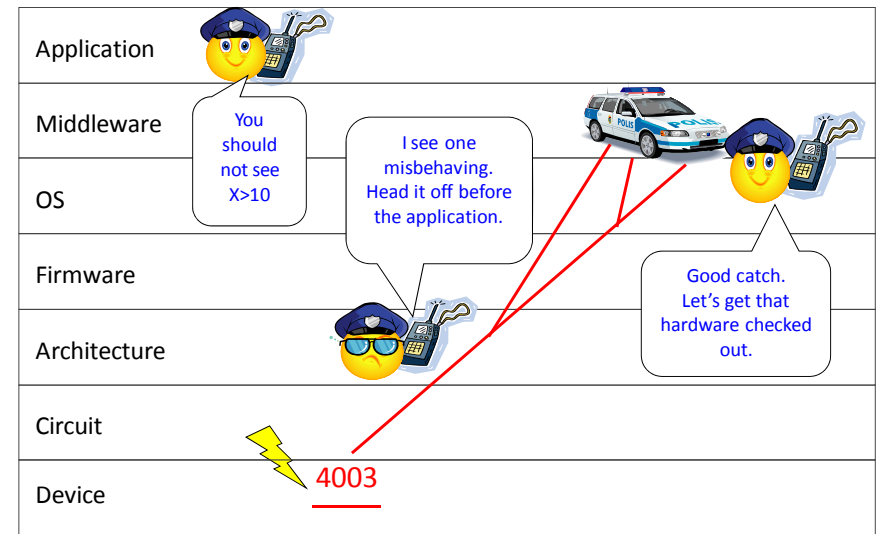 Application
Middleware
OS
Firmware
Architecture
Circuit
Device
You
should
not see
X>10
I see one
misbehaving.
Head it off before
the application.
POLIS
POLIS
Good catch.
Let's get that
hardware checked
out.
4003